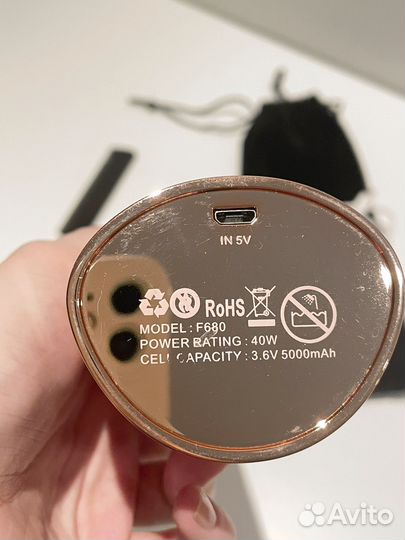 IN 5V
RoHS
MODEL : F680
POWER RATING : 40W
CELL CAPACITY : 3.6V 5000mAh
Avito